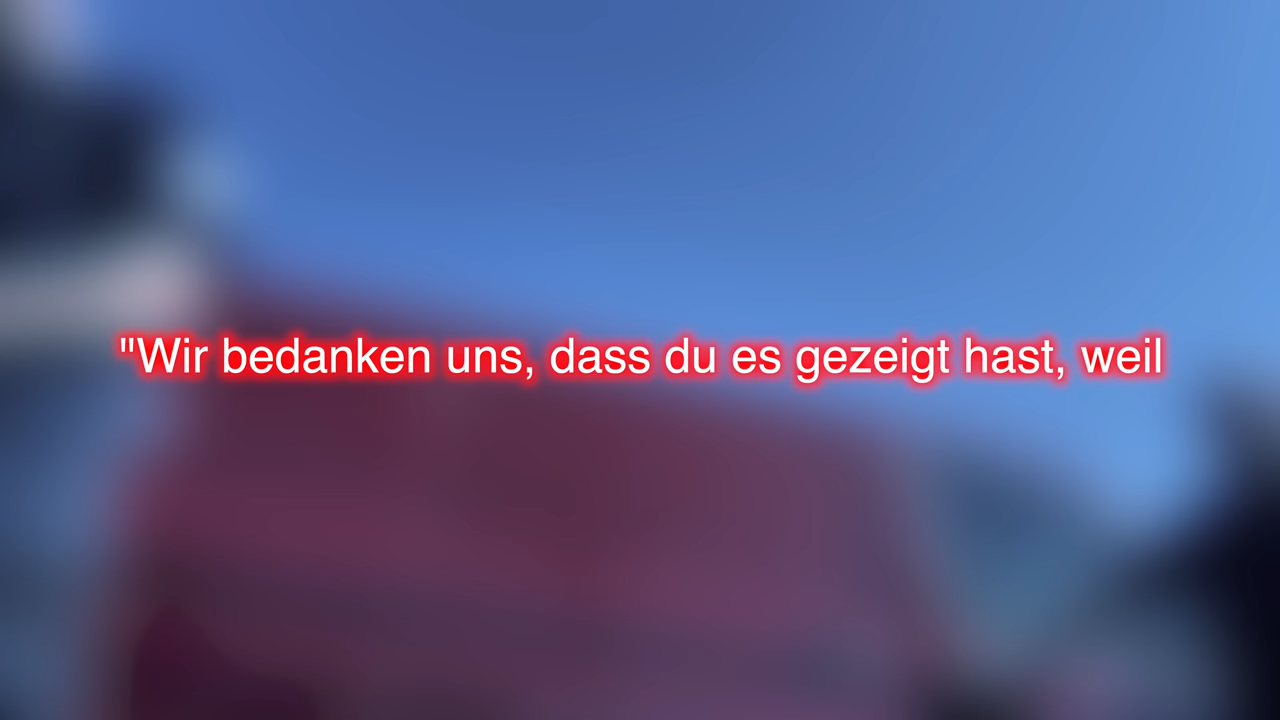 "Wir bedanken uns, dass du es gezeigt hast, weil